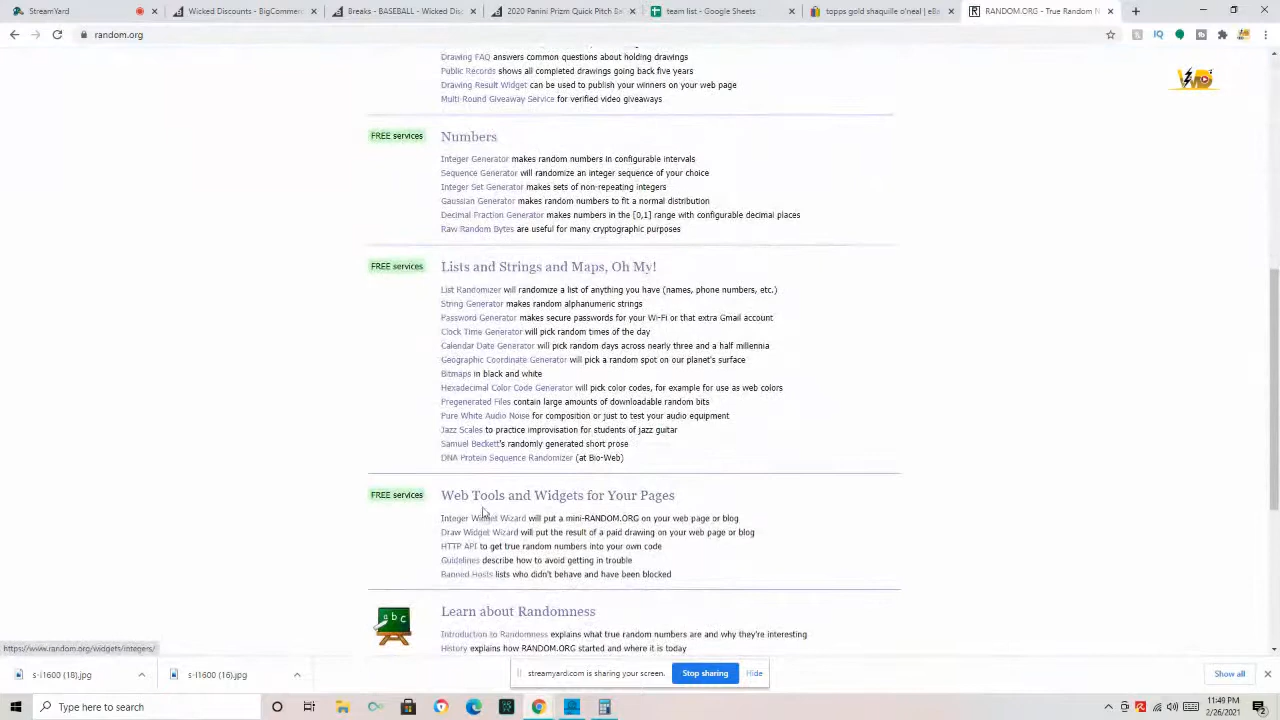 StreamYard
Wicked Discounts - BigCommerc
Breaks - BASEBALL - Wicked Dis
2020 Panini Prizm Quick Pitch Ba
team list - Google Sheets
topps gold shaquille o'neal | eBa
RANDOM.ORG - True Random N
random.org
Drawing FAQ answers common questions about holding drawings
Public Records shows all completed drawings going back five years
Drawing Result Widget can be used to publish your winners on your web page
Multi Round Giveaway Service for verified video giveaways
FREE services
Numbers
Integer Generator makes random numbers in configurable intervals
Sequence Generator will randomize an integer sequence of your choice
Integer Set Generator makes sets of non-repeating integers
Gaussian Generator makes random numbers to fit a normal distribution
Decimal Fraction Generator makes numbers in the [0,1] range with configurable decimal places
Raw Random Bytes are useful for many cryptographic purposes
FREE services
Lists and Strings and Maps, Oh My!
List Randomizer will randomize a list of anything you have (names, phone numbers, etc.)
String Generator makes random alphanumeric strings
Password Generator makes secure passwords for your Wi-Fi or that extra Gmail account
Clock Time Generator will pick random times of the day
Calendar Date Generator will pick random days across nearly three and a half millennia
Geographic Coordinate Generator will pick a random spot on our planet's surface
Bitmaps in black and white
Hexadecimal Color Code Generator will pick color codes, for example for use as web colors
Pregenerated Files contain large amounts of downloadable random bits
Pure White Audio Noise for composition or just to test your audio equipment
Jazz Scales to practice improvisation for students of jazz guitar
Samuel Beckett's randomly generated short prose
DNA Protein Sequence Randomizer (at Bio-Web)
FREE services
Web Tools and Widgets for Your Pages
Integer Widget Wizard will put a mini-RANDOM.ORG on your web page or blog
Draw Widget Wizard will put the result of a paid drawing on your web page or blog
HTTP API to get true random numbers into your own code
Guidelines describe how to avoid getting in trouble
Banned Hosts lists who didn't behave and have been blocked
abc
Learn about Randomness
Introduction to Randomness explains what true random numbers are and why they're interesting
History explains how RANDOM.ORG started and where it is today
https://www.random.org/widgets/integers/
s-l1600 (18).jpg
s-l1600 (16).jpg
streamyard.com is sharing your screen.
Stop sharing
Hide
Show all
Type here to search
11:49 PM
2/26/2021